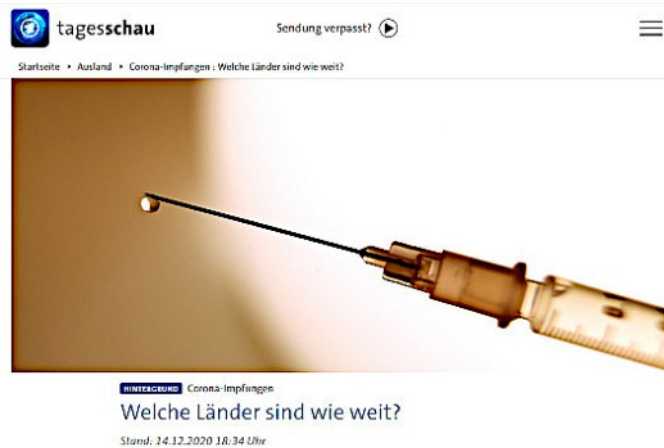 tagesschau
Sendung verpasst?
Startseite • Ausland • Corona-Impfungen : Welche Länder sind wie weit?
HINTERGRUND Corona-Impfungen
Welche Länder sind wie weit?
Stand: 14.12.2020 18:34 Uhr